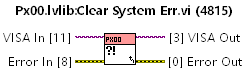 Px00.lvlib:Clear System Err.vi (4815)
VISA In [11]
PX00
[3] VISA Out
?!
Error In [8]
[0] Error Out